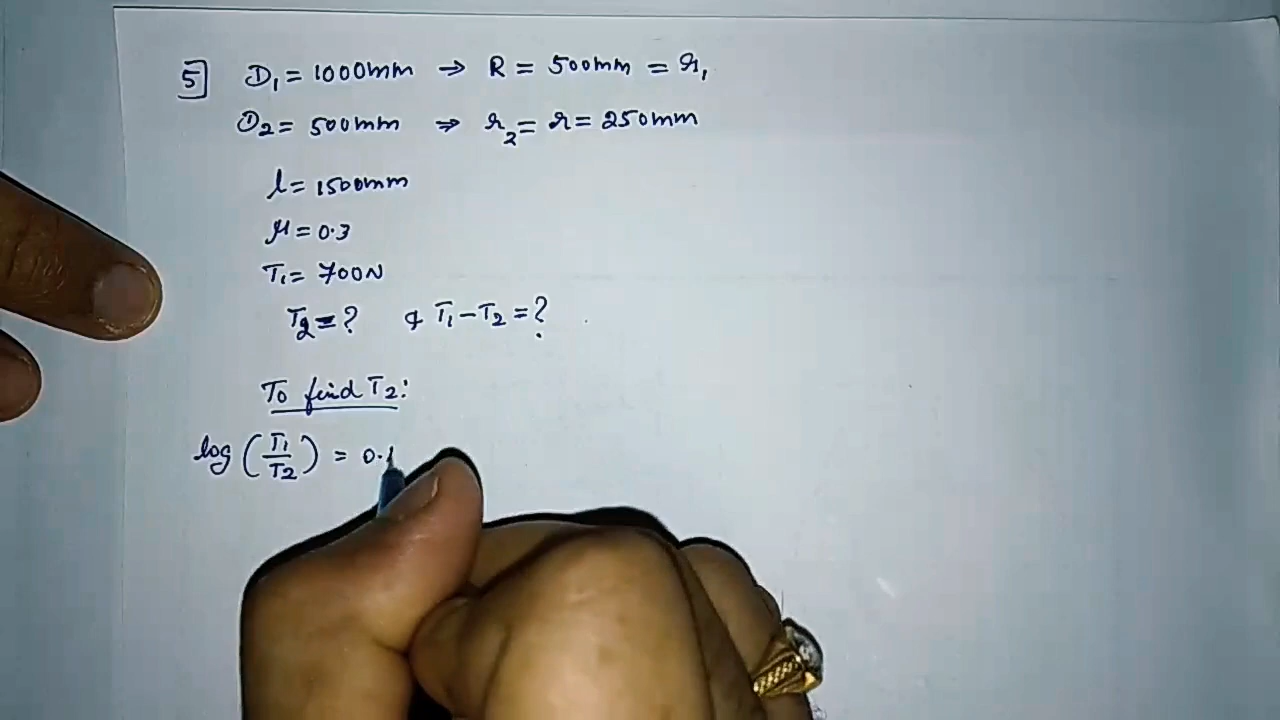 5] D₁ = 1000mm → R = 500mm = r₁
D₂ = 500mm ⇒ r₂ = r = 250mm
l = 1500mm
μ = 0.3
T₁ = 700N
T₂ = ? & T₁ - T₂ = ?
To find T₂:
log (T₁/T₂) = 0.